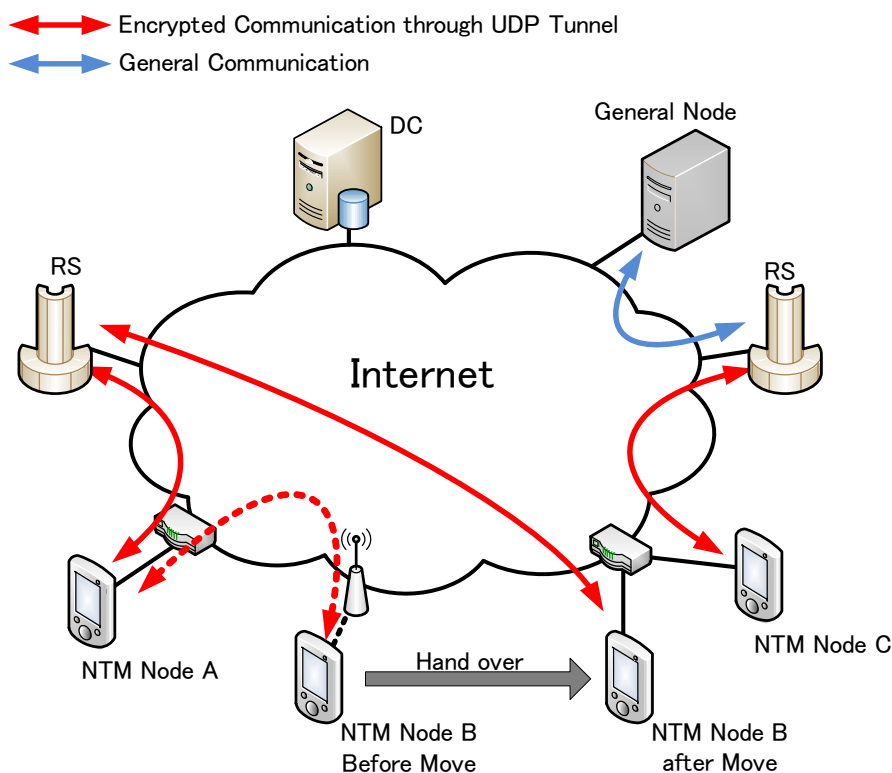 Encrypted Communication through UDP Tunnel
General Communication
DC
General Node
RS
RS
Internet
NTM Node A
Hand over
NTM Node C
NTM Node B
Before Move
NTM Node B
after Move